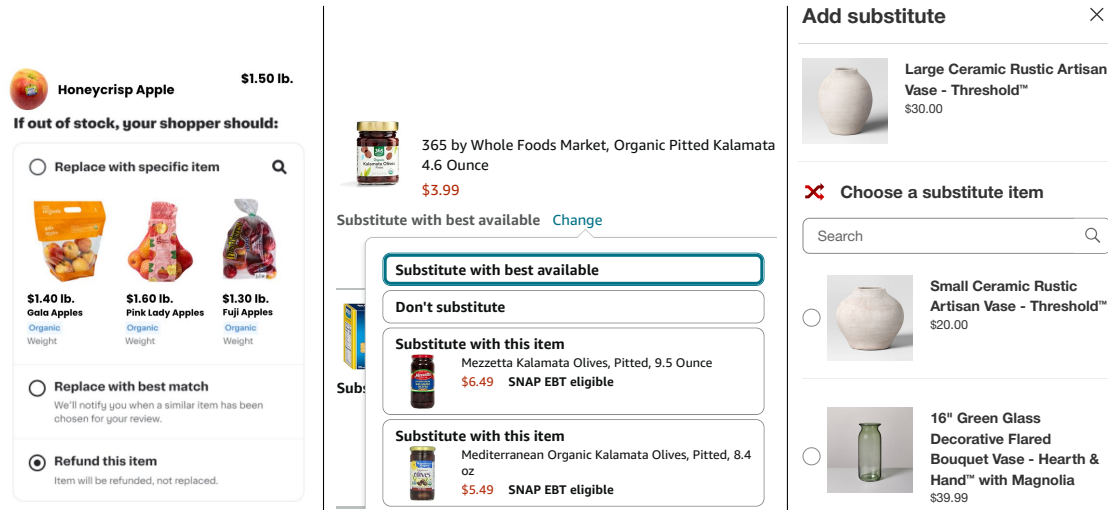 Honeycrisp Apple
$1.50 lb.
If out of stock, your shopper should:
Replace with specific item
$1.40 lb.
Gala Apples
Organic
Weight
$1.60 lb.
Pink Lady Apples
Organic
Weight
$1.30 lb.
Fuji Apples
Organic
Weight
Replace with best match
We'll notify you when a similar item has been
chosen for your review.
Refund this item
Item will be refunded, not replaced.
365
Kalamata Olives
365 by Whole Foods Market, Organic Pitted Kalamata
4.6 Ounce
$3.99
Substitute with best available Change
Subs
Substitute with best available
Don't substitute
Substitute with this item
Mezzetta
Mezzetta Kalamata Olives, Pitted, 9.5 Ounce
$6.49 SNAP EBT eligible
Substitute with this item
Mediterranean Organic Kalamata Olives, Pitted, 8.4
oz
$5.49 SNAP EBT eligible
Add substitute
Large Ceramic Rustic Artisan
Vase - Threshold™
$30.00
Choose a substitute item
Search
Small Ceramic Rustic
Artisan Vase - Threshold™
$20.00
16" Green Glass
Decorative Flared
Bouquet Vase - Hearth &
Hand™ with Magnolia
$39.99